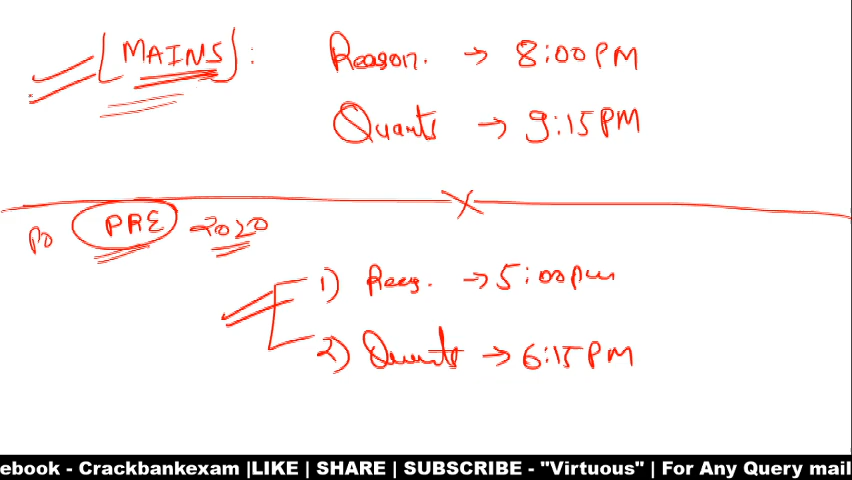 [MAINS] : Reason. → 8:00PM
Quants → 9:15PM
PO PRE 2020
1) Reas. → 5:00pm
2) Quants → 6:15PM
ebook - Crackbankexam |LIKE | SHARE | SUBSCRIBE - "Virtuous" | For Any Query mail